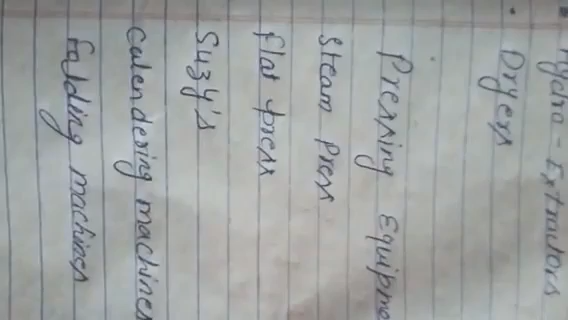 Hydro-Extractors
Dryers
Pressing Equipme
Steam Press
flat press
Suzy's
Calendering machines
Folding machines